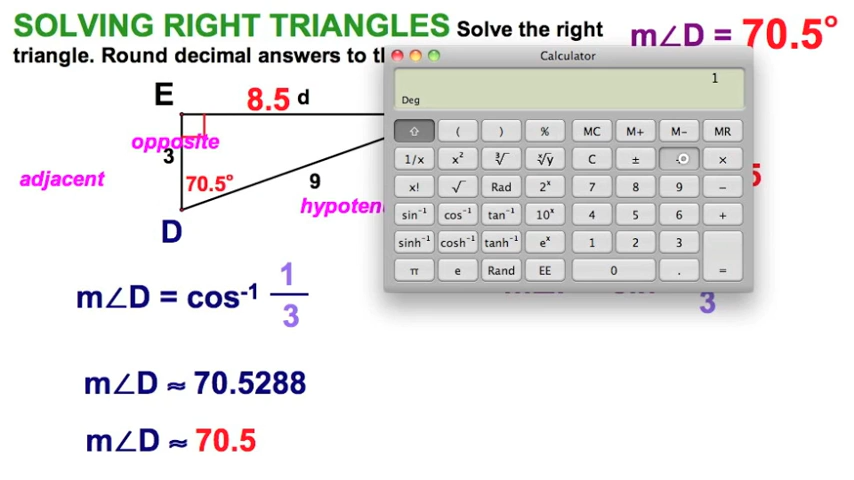 SOLVING RIGHT TRIANGLES Solve the right
triangle. Round decimal answers to
m∠D = 70.5°
Calculator
1
Deg
E
8.5 d
opposite
3
adjacent
70.5°
9
D
( ) % MC M+ M- MR
1/x x² ∛ ˣ√y C ± ×
x! √ Rad 2ˣ 7 8 9 −
sin⁻¹ cos⁻¹ tan⁻¹ 10ˣ 4 5 6 +
sinh⁻¹ cosh⁻¹ tanh⁻¹ eˣ 1 2 3
π e Rand EE 0 . =
5
m∠D = cos⁻¹ 1
3
3
m∠D ≈ 70.5288
m∠D ≈ 70.5